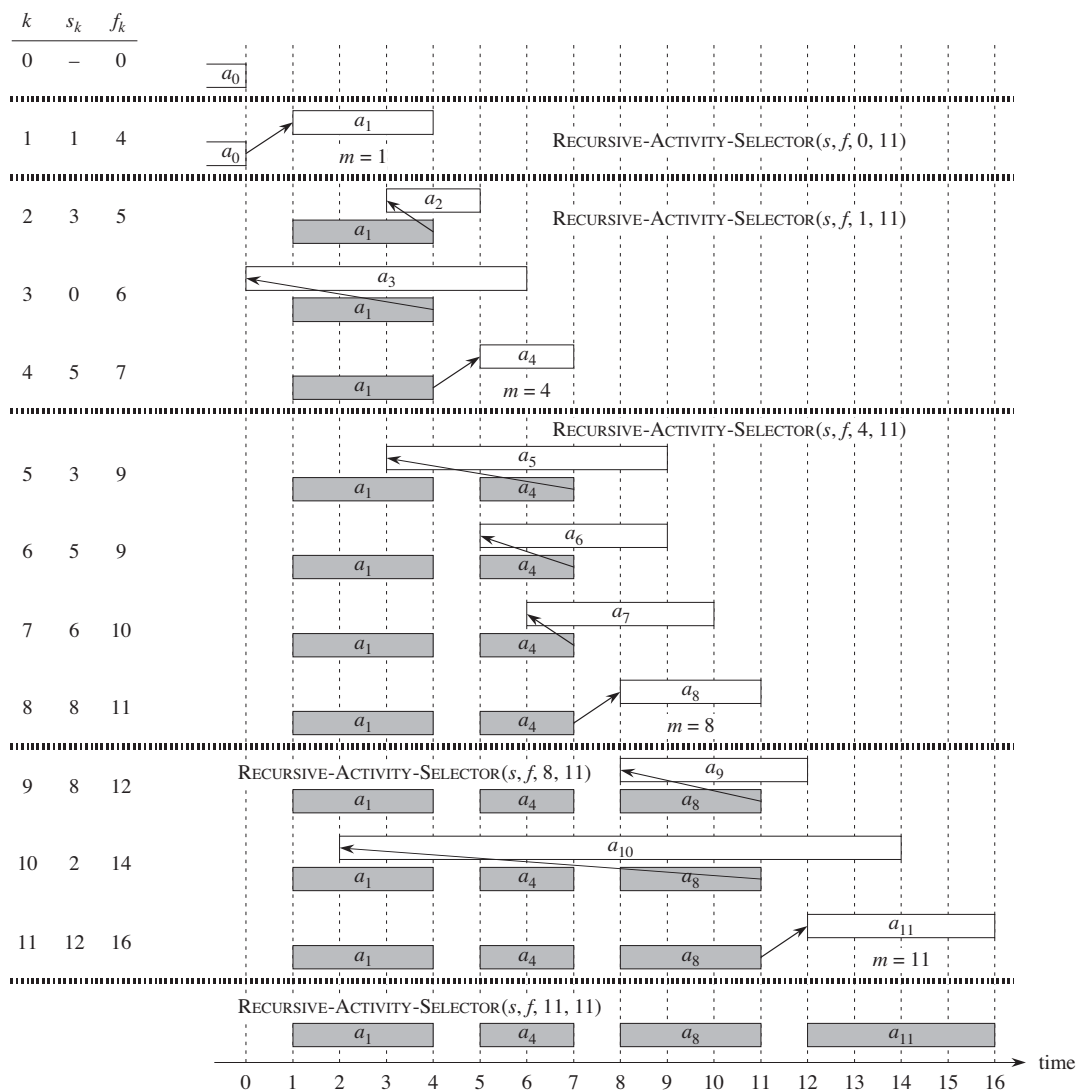 k s_k f_k
0 – 0
a_0
1 1 4
a_1
a_0
m = 1
RECURSIVE-ACTIVITY-SELECTOR(s, f, 0, 11)
2 3 5
a_2
a_1
RECURSIVE-ACTIVITY-SELECTOR(s, f, 1, 11)
3 0 6
a_3
a_1
4 5 7
a_4
a_1
m = 4
RECURSIVE-ACTIVITY-SELECTOR(s, f, 4, 11)
5 3 9
a_5
a_1 a_4
6 5 9
a_6
a_1 a_4
7 6 10
a_7
a_1 a_4
8 8 11
a_8
a_1 a_4
m = 8
RECURSIVE-ACTIVITY-SELECTOR(s, f, 8, 11)
9 8 12
a_9
a_1 a_4 a_8
10 2 14
a_10
a_1 a_4 a_8
11 12 16
a_11
a_1 a_4 a_8
m = 11
RECURSIVE-ACTIVITY-SELECTOR(s, f, 11, 11)
a_1 a_4 a_8 a_11
time
0 1 2 3 4 5 6 7 8 9 10 11 12 13 14 15 16